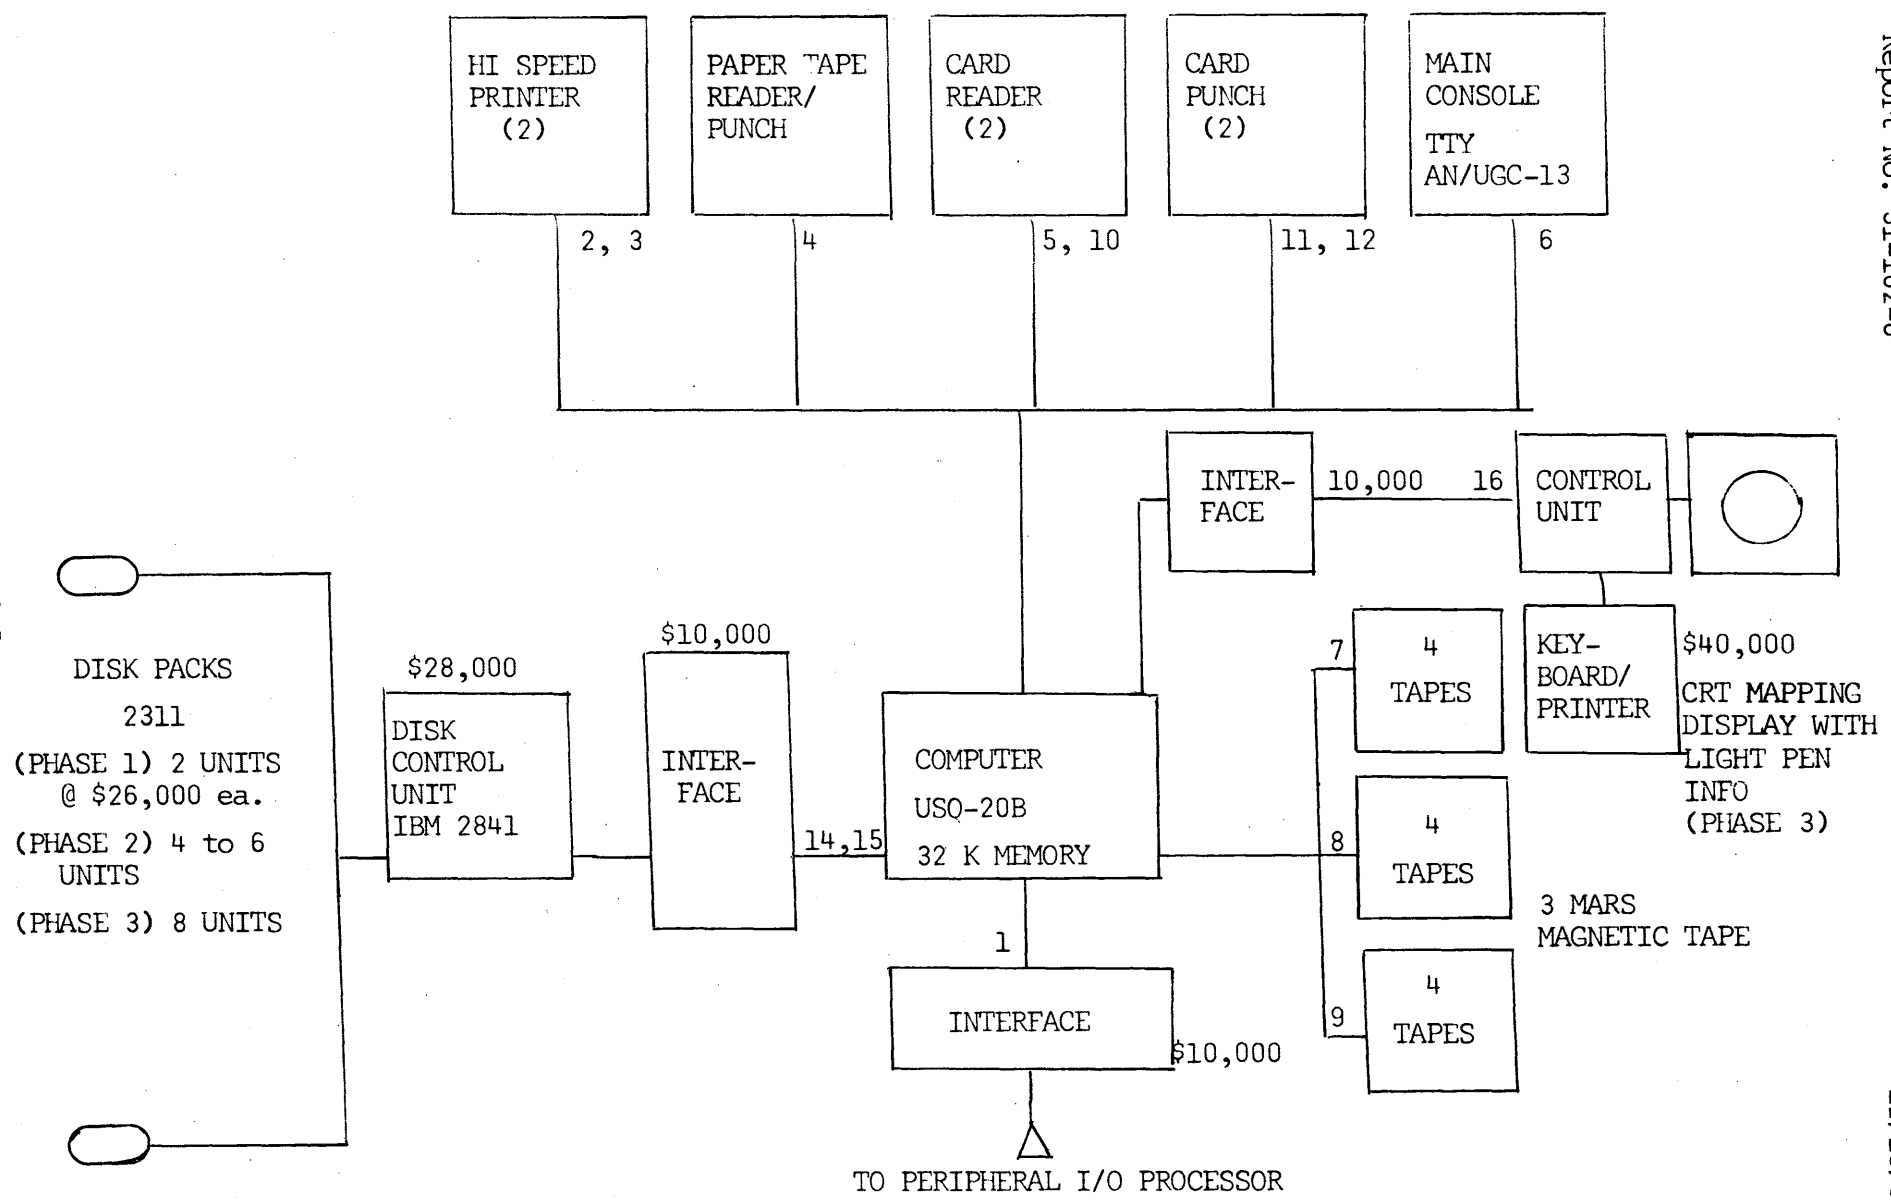 HI SPEED
PRINTER
(2)
PAPER TAPE
READER/
PUNCH
CARD
READER
(2)
CARD
PUNCH
(2)
MAIN
CONSOLE
TTY
AN/UGC-13
2, 3
4
5, 10
11, 12
6
INTER-
FACE
10,000
16
CONTROL
UNIT
DISK PACKS
2311
(PHASE 1) 2 UNITS
@ $26,000 ea.
(PHASE 2) 4 to 6
UNITS
(PHASE 3) 8 UNITS
$28,000
DISK
CONTROL
UNIT
IBM 2841
$10,000
INTER-
FACE
14,15
COMPUTER
USQ-20B
32 K MEMORY
7
4
TAPES
8
4
TAPES
9
4
TAPES
KEY-
BOARD/
PRINTER
$40,000
CRT MAPPING
DISPLAY WITH
LIGHT PEN
INFO
(PHASE 3)
3 MARS
MAGNETIC TAPE
1
INTERFACE
$10,000
TO PERIPHERAL I/O PROCESSOR